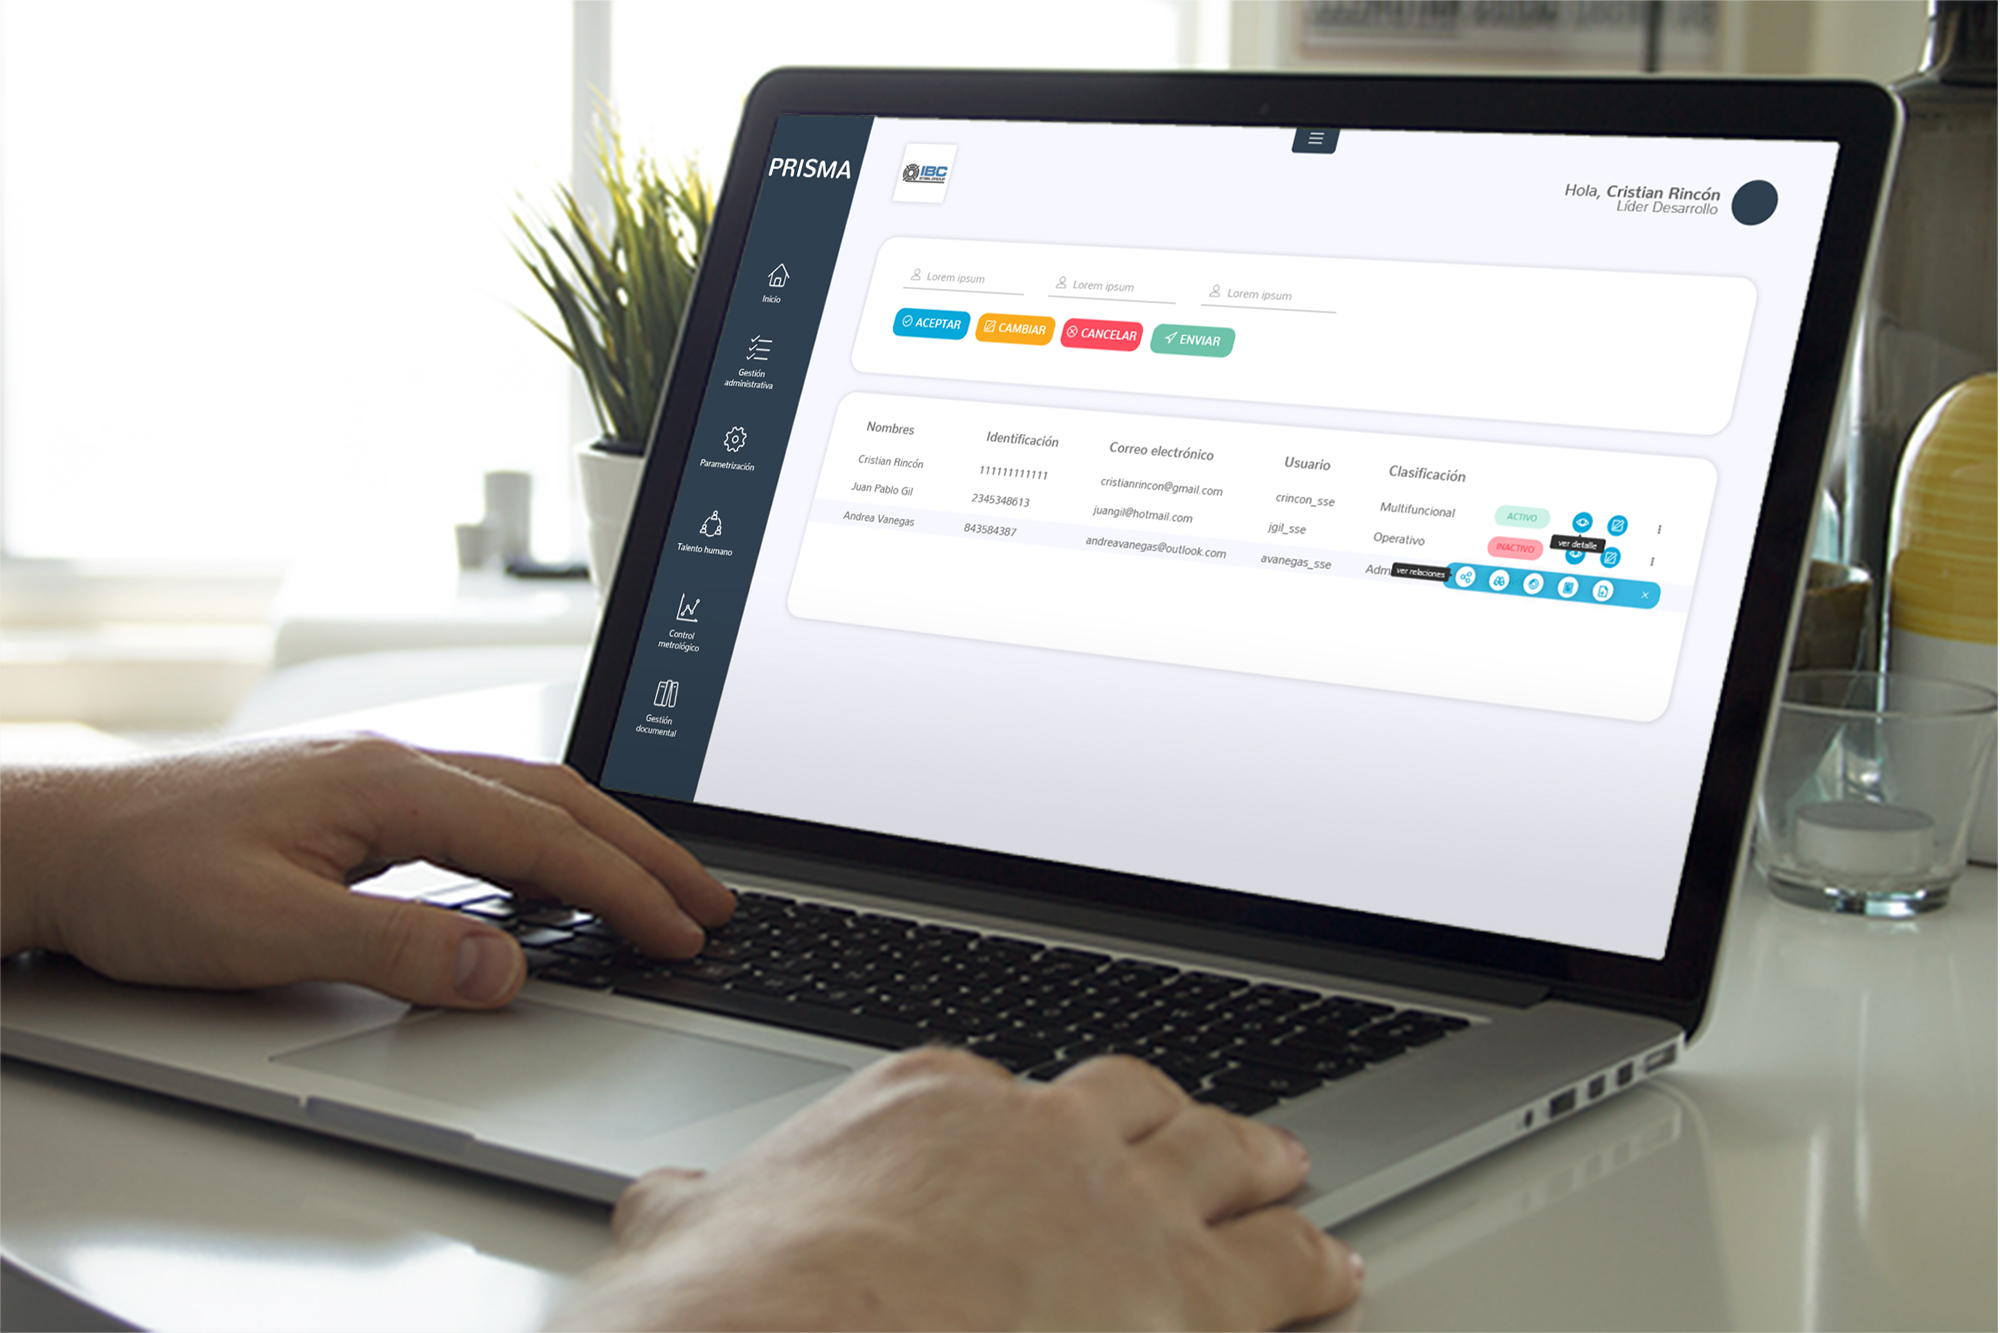 PRISMA
IBC
Hola, Cristian Rincón
Líder Desarrollo
Inicio
Gestión
administrativa
Parametrización
Talento humano
Control
metrológico
Gestión
documental
Lorem ipsum
Lorem ipsum
Lorem ipsum
ACEPTAR
CAMBIAR
CANCELAR
ENVIAR
Nombres Identificación Correo electrónico Usuario Clasificación
Cristian Rincón 111111111111 cristianrincon@gmail.com crincon_sse Multifuncional ACTIVO
ver detalle
Juan Pablo Gil 2345348613 juangil@hotmail.com jgil_sse Operativo INACTIVO
Andrea Vanegas 843584387 andreavanegas@outlook.com avanegas_sse Adm
ver relaciones